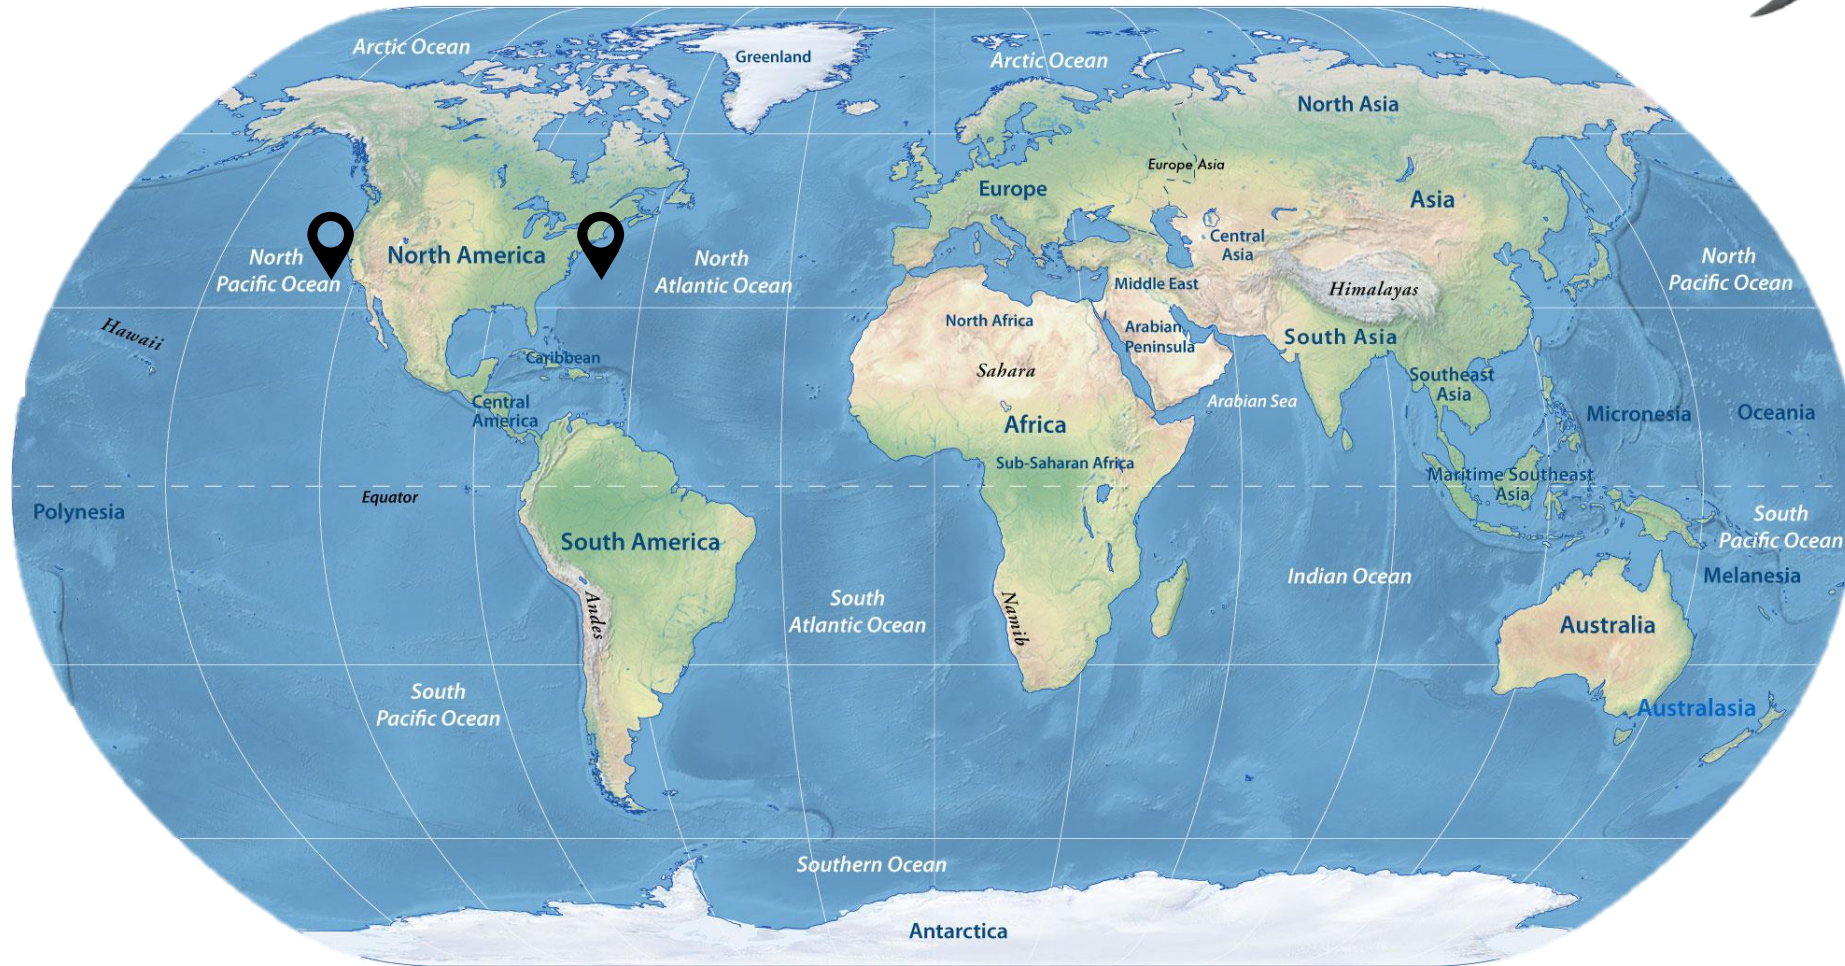 Arctic Ocean
Greenland
Arctic Ocean
North Asia
Europe Asia
Europe
Asia
North
Pacific Ocean
North America
North
Atlantic Ocean
Central
Asia
North
Pacific Ocean
Middle East
Himalayas
Hawaii
North Africa
Arabian
Peninsula
South Asia
Caribbean
Sahara
Southeast
Asia
Central
America
Arabian Sea
Micronesia
Oceania
Africa
Sub-Saharan Africa
Maritime Southeast
Asia
Equator
Polynesia
South
Pacific Ocean
South America
Indian Ocean
Melanesia
Andes
South
Atlantic Ocean
Namib
Australia
South
Pacific Ocean
Australasia
Southern Ocean
Antarctica